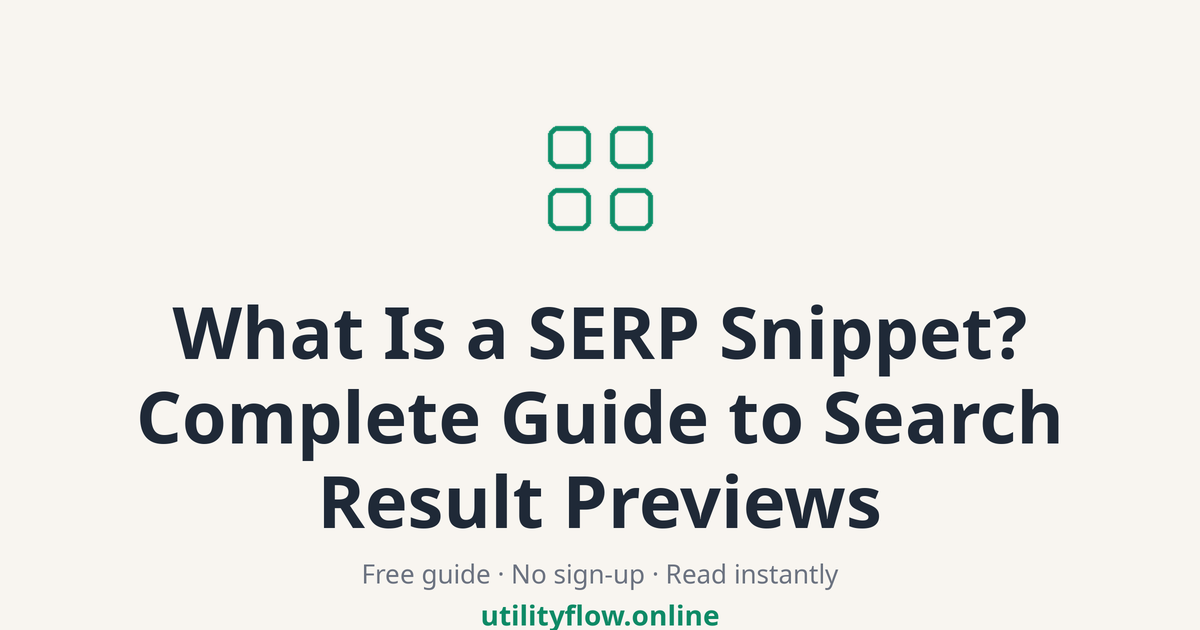 What Is a SERP Snippet?
Complete Guide to Search
Result Previews
Free guide · No sign-up · Read instantly
utilityflow.online